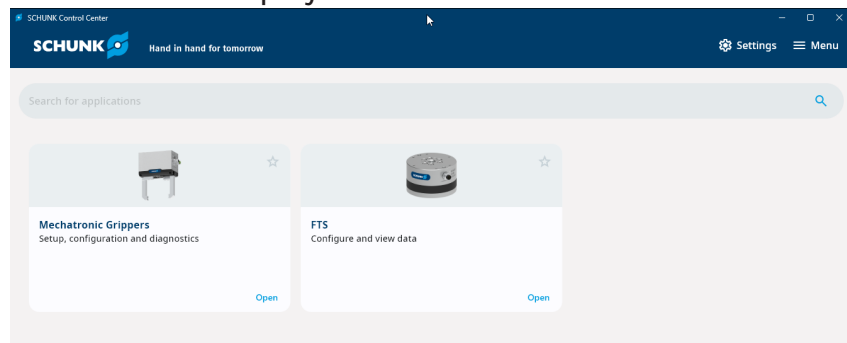 SCHUNK Control Center
SCHUNK Hand in hand for tomorrow Settings Menu
Search for applications
Mechatronic Grippers
Setup, configuration and diagnostics
Open
FTS
Configure and view data
Open